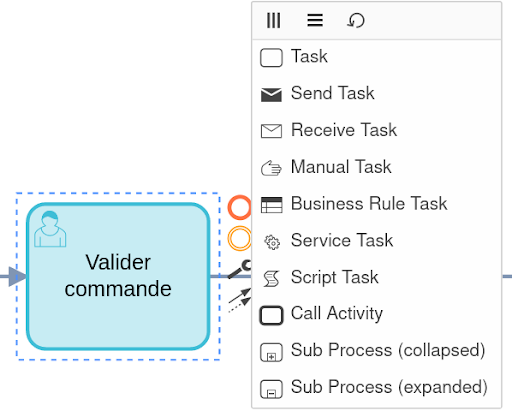 Task
Send Task
Receive Task
Manual Task
Business Rule Task
Service Task
Script Task
Call Activity
Sub Process (collapsed)
Sub Process (expanded)
Valider
commande